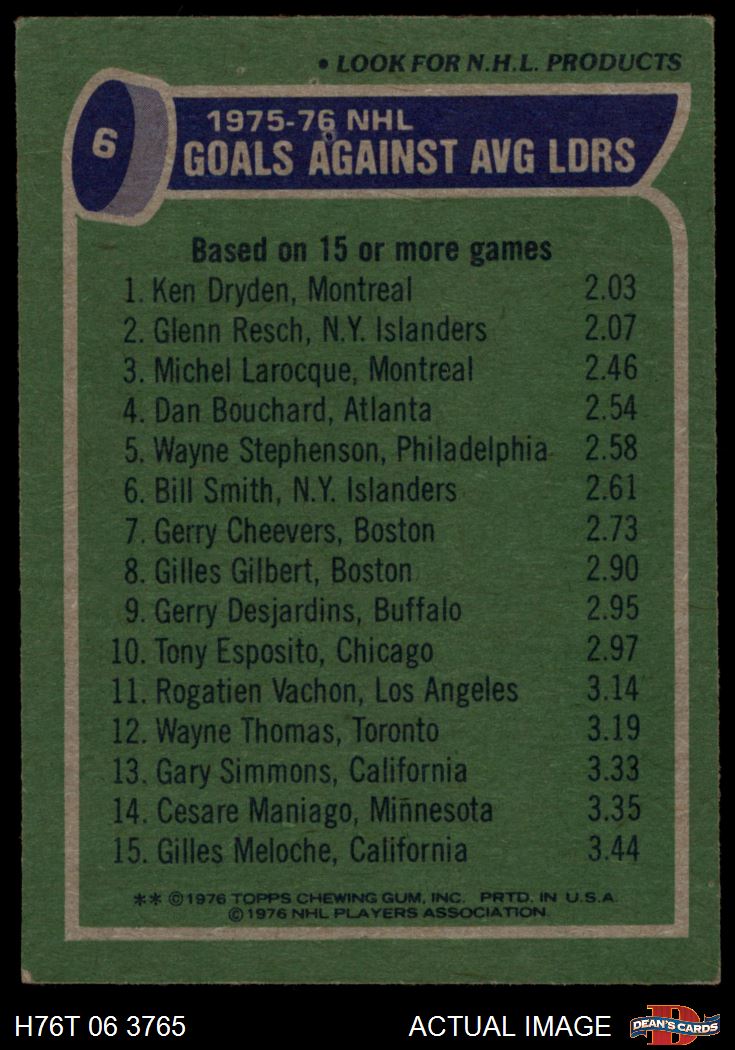 • LOOK FOR N.H.L. PRODUCTS
6
1975-76 NHL
GOALS AGAINST AVG LDRS
Based on 15 or more games
1. Ken Dryden, Montreal 2.03
2. Glenn Resch, N.Y. Islanders 2.07
3. Michel Larocque, Montreal 2.46
4. Dan Bouchard, Atlanta 2.54
5. Wayne Stephenson, Philadelphia 2.58
6. Bill Smith, N.Y. Islanders 2.61
7. Gerry Cheevers, Boston 2.73
8. Gilles Gilbert, Boston 2.90
9. Gerry Desjardins, Buffalo 2.95
10. Tony Esposito, Chicago 2.97
11. Rogatien Vachon, Los Angeles 3.14
12. Wayne Thomas, Toronto 3.19
13. Gary Simmons, California 3.33
14. Cesare Maniago, Minnesota 3.35
15. Gilles Meloche, California 3.44
** ©1976 TOPPS CHEWING GUM, INC. PRTD. IN U.S.A.
©1976 NHL PLAYERS ASSOCIATION
H76T 06 3765 ACTUAL IMAGE D DEAN'S CARDS